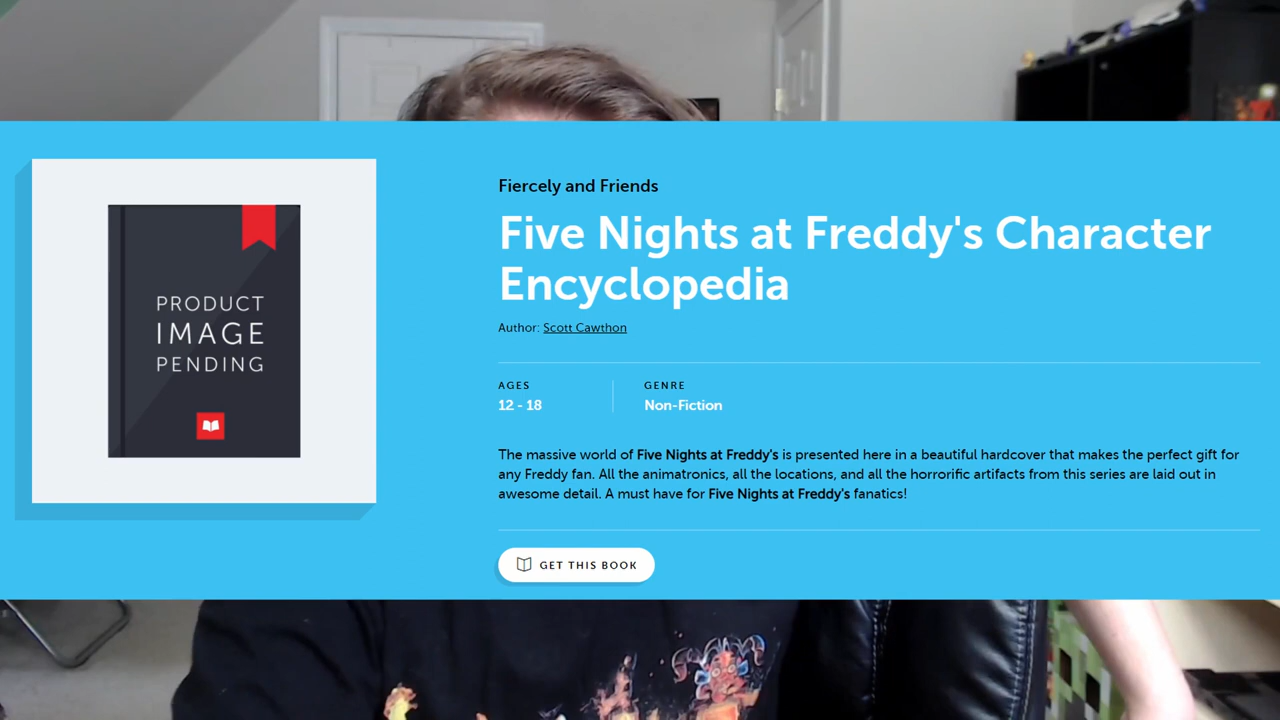 PRODUCT
IMAGE
PENDING
Fiercely and Friends
Five Nights at Freddy's Character
Encyclopedia
Author: Scott Cawthon
AGES
GENRE
12 - 18
Non-Fiction
The massive world of Five Nights at Freddy's is presented here in a beautiful hardcover that makes the perfect gift for
any Freddy fan. All the animatronics, all the locations, and all the horrorific artifacts from this series are laid out in
awesome detail. A must have for Five Nights at Freddy's fanatics!
GET THIS BOOK